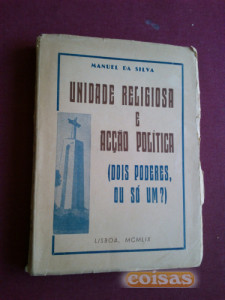 MANUEL DA SILVA
UNIDADE RELIGIOSA
E
ACÇÃO POLÍTICA
(DOIS PODERES,
OU SÓ UM?)
LISBOA, MCMLIX
coisas